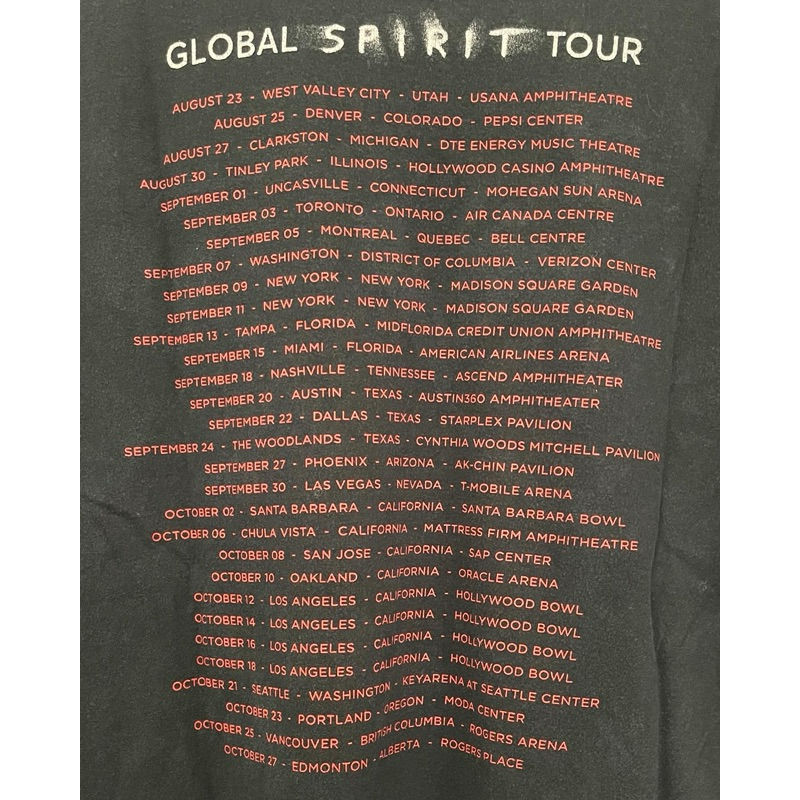 GLOBAL SPIRIT TOUR
AUGUST 23 - WEST VALLEY CITY - UTAH - USANA AMPHITHEATRE
AUGUST 25 - DENVER - COLORADO - PEPSI CENTER
AUGUST 27 - CLARKSTON - MICHIGAN - DTE ENERGY MUSIC THEATRE
AUGUST 30 - TINLEY PARK - ILLINOIS - HOLLYWOOD CASINO AMPHITHEATRE
SEPTEMBER 01 - UNCASVILLE - CONNECTICUT - MOHEGAN SUN ARENA
SEPTEMBER 03 - TORONTO - ONTARIO - AIR CANADA CENTRE
SEPTEMBER 05 - MONTREAL - QUEBEC - BELL CENTRE
SEPTEMBER 07 - WASHINGTON - DISTRICT OF COLUMBIA - VERIZON CENTER
SEPTEMBER 09 - NEW YORK - NEW YORK - MADISON SQUARE GARDEN
SEPTEMBER 11 - NEW YORK - NEW YORK - MADISON SQUARE GARDEN
SEPTEMBER 13 - TAMPA - FLORIDA - MIDFLORIDA CREDIT UNION AMPHITHEATRE
SEPTEMBER 15 - MIAMI - FLORIDA - AMERICAN AIRLINES ARENA
SEPTEMBER 18 - NASHVILLE - TENNESSEE - ASCEND AMPHITHEATER
SEPTEMBER 20 - AUSTIN - TEXAS - AUSTIN360 AMPHITHEATER
SEPTEMBER 22 - DALLAS - TEXAS - STARPLEX PAVILION
SEPTEMBER 24 - THE WOODLANDS - TEXAS - CYNTHIA WOODS MITCHELL PAVILION
SEPTEMBER 27 - PHOENIX - ARIZONA - AK-CHIN PAVILION
SEPTEMBER 30 - LAS VEGAS - NEVADA - T-MOBILE ARENA
OCTOBER 02 - SANTA BARBARA - CALIFORNIA - SANTA BARBARA BOWL
OCTOBER 06 - CHULA VISTA - CALIFORNIA - MATTRESS FIRM AMPHITHEATRE
OCTOBER 08 - SAN JOSE - CALIFORNIA - SAP CENTER
OCTOBER 10 - OAKLAND - CALIFORNIA - ORACLE ARENA
OCTOBER 12 - LOS ANGELES - CALIFORNIA - HOLLYWOOD BOWL
OCTOBER 14 - LOS ANGELES - CALIFORNIA - HOLLYWOOD BOWL
OCTOBER 16 - LOS ANGELES - CALIFORNIA - HOLLYWOOD BOWL
OCTOBER 18 - LOS ANGELES - CALIFORNIA - HOLLYWOOD BOWL
OCTOBER 21 - SEATTLE - WASHINGTON - KEYARENA AT SEATTLE CENTER
OCTOBER 23 - PORTLAND - OREGON - MODA CENTER
OCTOBER 25 - VANCOUVER - BRITISH COLUMBIA - ROGERS ARENA
OCTOBER 27 - EDMONTON - ALBERTA - ROGERS PLACE